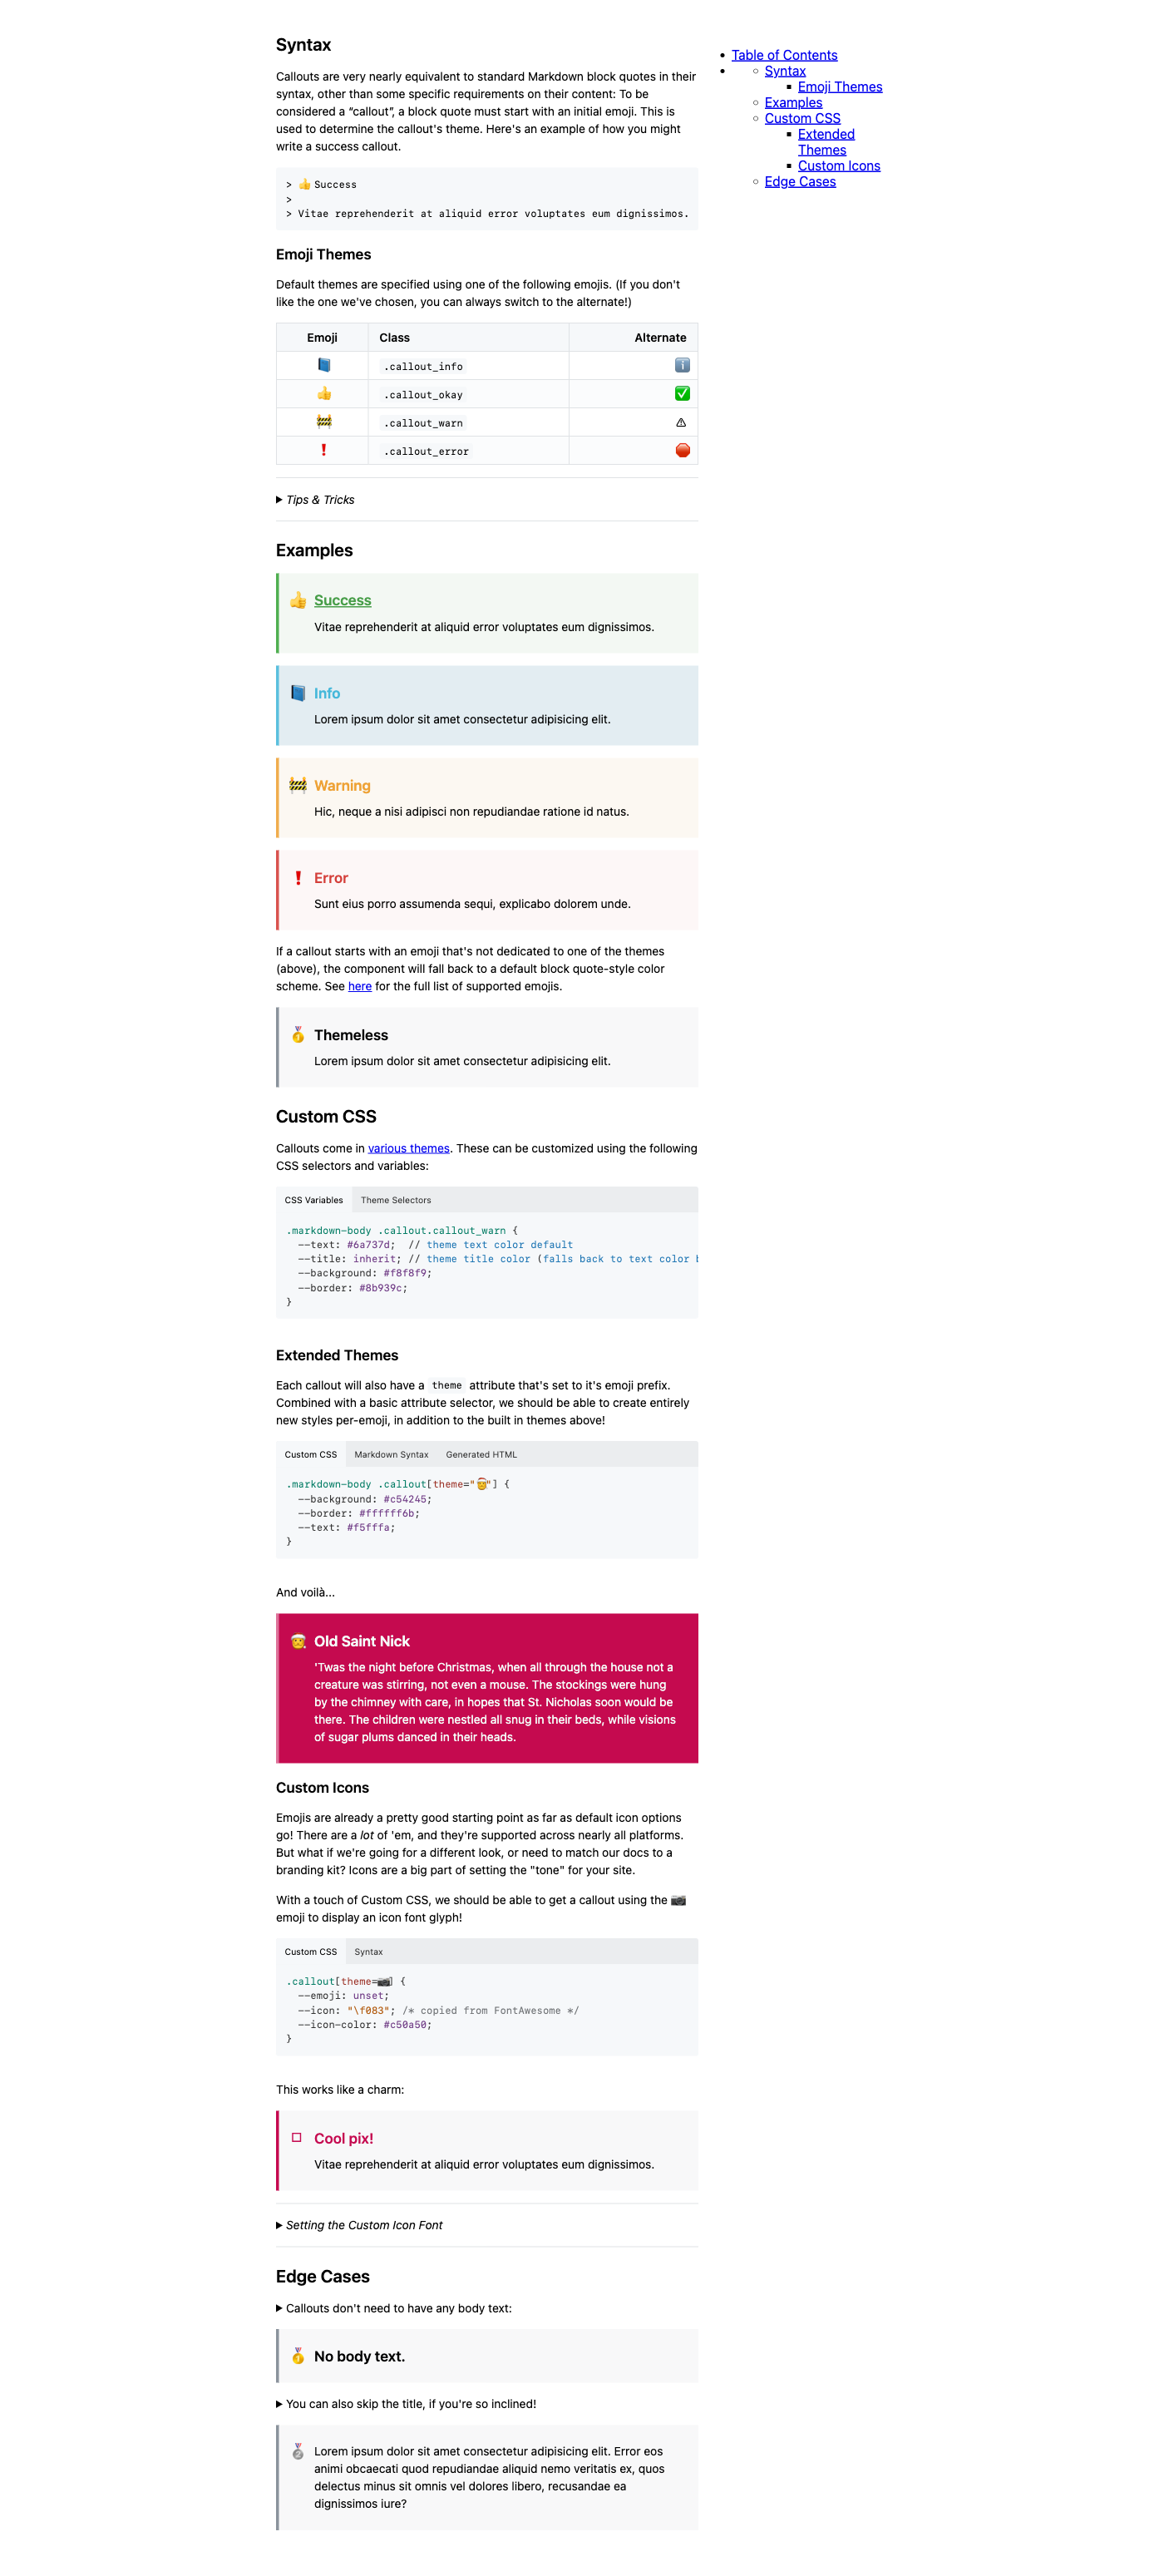 Syntax
Callouts are very nearly equivalent to standard Markdown block quotes in their
syntax, other than some specific requirements on their content: To be
considered a “callout”, a block quote must start with an initial emoji. This is
used to determine the callout's theme. Here's an example of how you might
write a success callout.
> 👍 Success
>
> Vitae reprehenderit at aliquid error voluptates eum dignissimos.
Emoji Themes
Default themes are specified using one of the following emojis. (If you don't
like the one we've chosen, you can always switch to the alternate!)
Emoji Class Alternate
📘 .callout_info ℹ️
👍 .callout_okay ✅
🚧 .callout_warn ⚠
❗ .callout_error 🛑
Tips & Tricks
Examples
👍 Success
Vitae reprehenderit at aliquid error voluptates eum dignissimos.
📘 Info
Lorem ipsum dolor sit amet consectetur adipisicing elit.
🚧 Warning
Hic, neque a nisi adipisci non repudiandae ratione id natus.
❗ Error
Sunt eius porro assumenda sequi, explicabo dolorem unde.
If a callout starts with an emoji that's not dedicated to one of the themes
(above), the component will fall back to a default block quote-style color
scheme. See here for the full list of supported emojis.
🥇 Themeless
Lorem ipsum dolor sit amet consectetur adipisicing elit.
Custom CSS
Callouts come in various themes. These can be customized using the following
CSS selectors and variables:
CSS Variables Theme Selectors
.markdown-body .callout.callout_warn {
--text: #6a737d; // theme text color default
--title: inherit; // theme title color (falls back to text color b
--background: #f8f8f9;
--border: #8b939c;
}
Extended Themes
Each callout will also have a theme attribute that's set to it's emoji prefix.
Combined with a basic attribute selector, we should be able to create entirely
new styles per-emoji, in addition to the built in themes above!
Custom CSS Markdown Syntax Generated HTML
.markdown-body .callout[theme="🎅"] {
--background: #c54245;
--border: #ffffff6b;
--text: #f5fffa;
}
And voilà...
🎅 Old Saint Nick
'Twas the night before Christmas, when all through the house not a
creature was stirring, not even a mouse. The stockings were hung
by the chimney with care, in hopes that St. Nicholas soon would be
there. The children were nestled all snug in their beds, while visions
of sugar plums danced in their heads.
Custom Icons
Emojis are already a pretty good starting point as far as default icon options
go! There are a lot of 'em, and they're supported across nearly all platforms.
But what if we're going for a different look, or need to match our docs to a
branding kit? Icons are a big part of setting the "tone" for your site.
With a touch of Custom CSS, we should be able to get a callout using the 📷
emoji to display an icon font glyph!
Custom CSS Syntax
.callout[theme=📷] {
--emoji: unset;
--icon: "\f083"; /* copied from FontAwesome */
--icon-color: #c50a50;
}
This works like a charm:
Cool pix!
Vitae reprehenderit at aliquid error voluptates eum dignissimos.
Setting the Custom Icon Font
Edge Cases
Callouts don't need to have any body text:
🥇 No body text.
You can also skip the title, if you're so inclined!
🥈 Lorem ipsum dolor sit amet consectetur adipisicing elit. Error eos
animi obcaecati quod repudiandae aliquid nemo veritatis ex, quos
delectus minus sit omnis vel dolores libero, recusandae ea
dignissimos iure?
Table of Contents
Syntax
Emoji Themes
Examples
Custom CSS
Extended
Themes
Custom Icons
Edge Cases